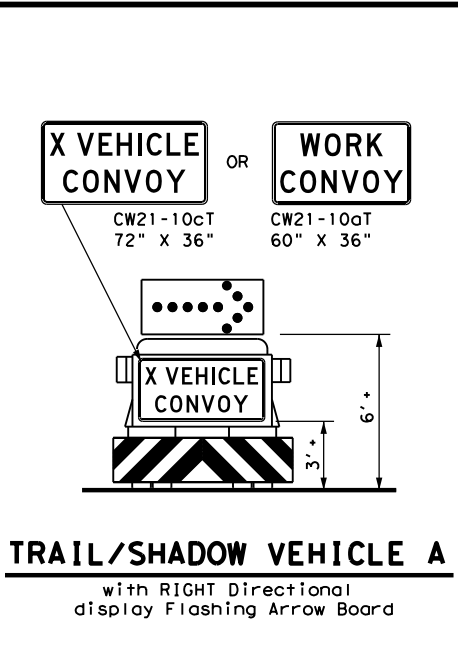 X VEHICLE
CONVOY
OR
WORK
CONVOY
CW21-10cT
72" X 36"
CW21-10aT
60" X 36"
X VEHICLE
CONVOY
6' +
3' +
TRAIL/SHADOW VEHICLE A
with RIGHT Directional
display Flashing Arrow Board